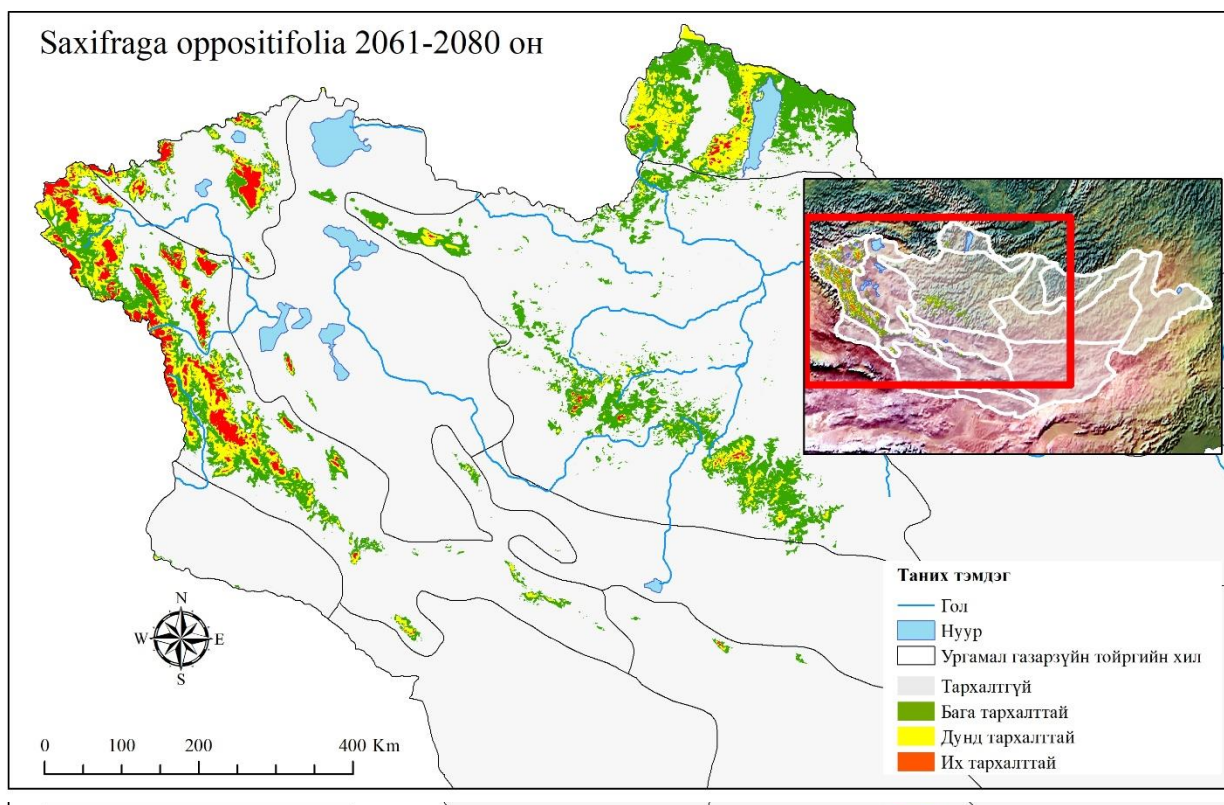 Saxifraga oppositifolia 2061-2080 он
N
W
E
S
0 100 200 400 Km
Таних тэмдэг
Гол
Нуур
Ургамал газарзүйн тойргийн хил
Тархалтгүй
Бага тархалттай
Дунд тархалттай
Их тархалттай